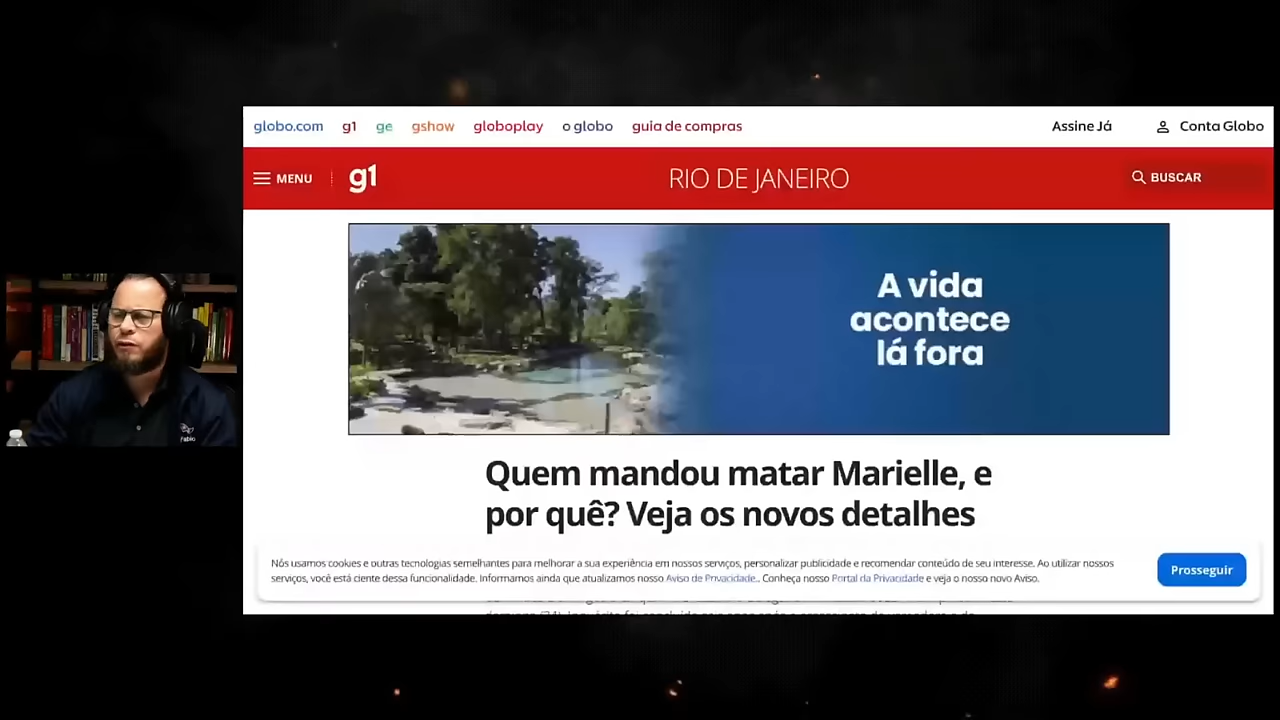 globo.com g1 ge gshow globoplay o globo guia de compras Assine Já Conta Globo
MENU g1 RIO DE JANEIRO BUSCAR
A vida
acontece
lá fora
Quem mandou matar Marielle, e
por quê? Veja os novos detalhes
Nós usamos cookies e outras tecnologias semelhantes para melhorar a sua experiência em nossos serviços, personalizar publicidade e recomendar conteúdo de seu interesse. Ao utilizar nossos
serviços, você está ciente dessa funcionalidade. Informamos ainda que atualizamos nosso Aviso de Privacidade.. Conheça nosso Portal da Privacidade e veja o nosso novo Aviso.
Prosseguir